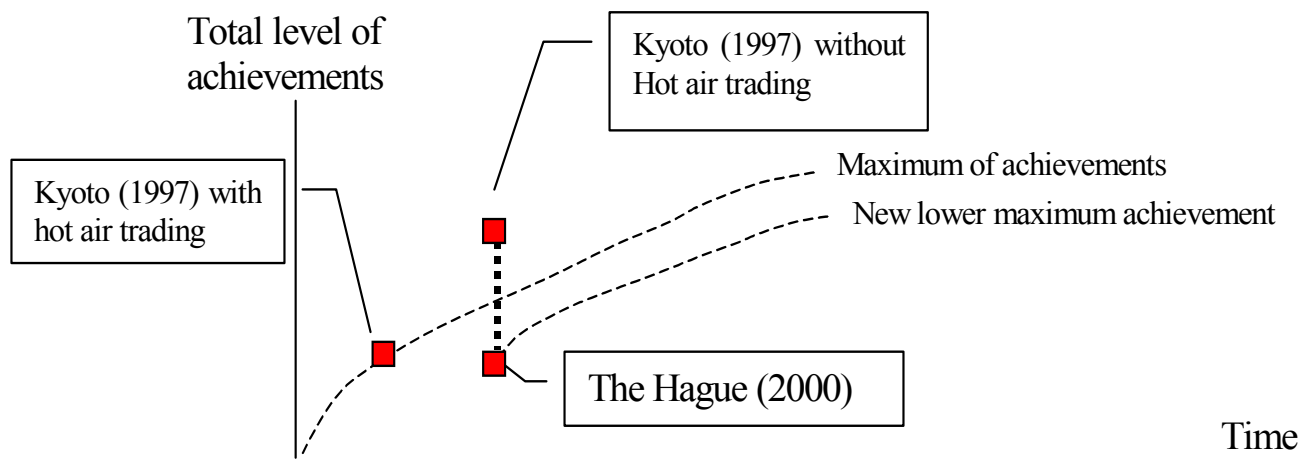 Total level of
achievements
Kyoto (1997) without
Hot air trading
Kyoto (1997) with
hot air trading
Maximum of achievements
New lower maximum achievement
The Hague (2000)
Time